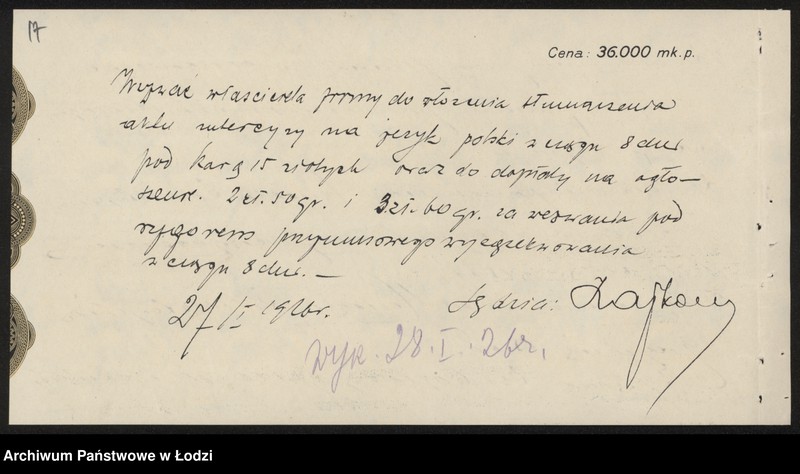 17
Cena: 36.000 mk.p.
Wezwać właściciela firmy do złożenia tłumaczenia
aktu intercyzy na język polski w ciągu 8 dni
pod karą 15 złotych oraz do dopłaty na ogło-
szenie 2 zł. 50 gr. i 3 zł. 60 gr. za wezwania pod
rygorem przymusowego wyegzekwowania
w ciągu 8 dni. —
27/I 1926r. Sędzia:
wyk. 28.I.26r.
Archiwum Państwowe w Łodzi